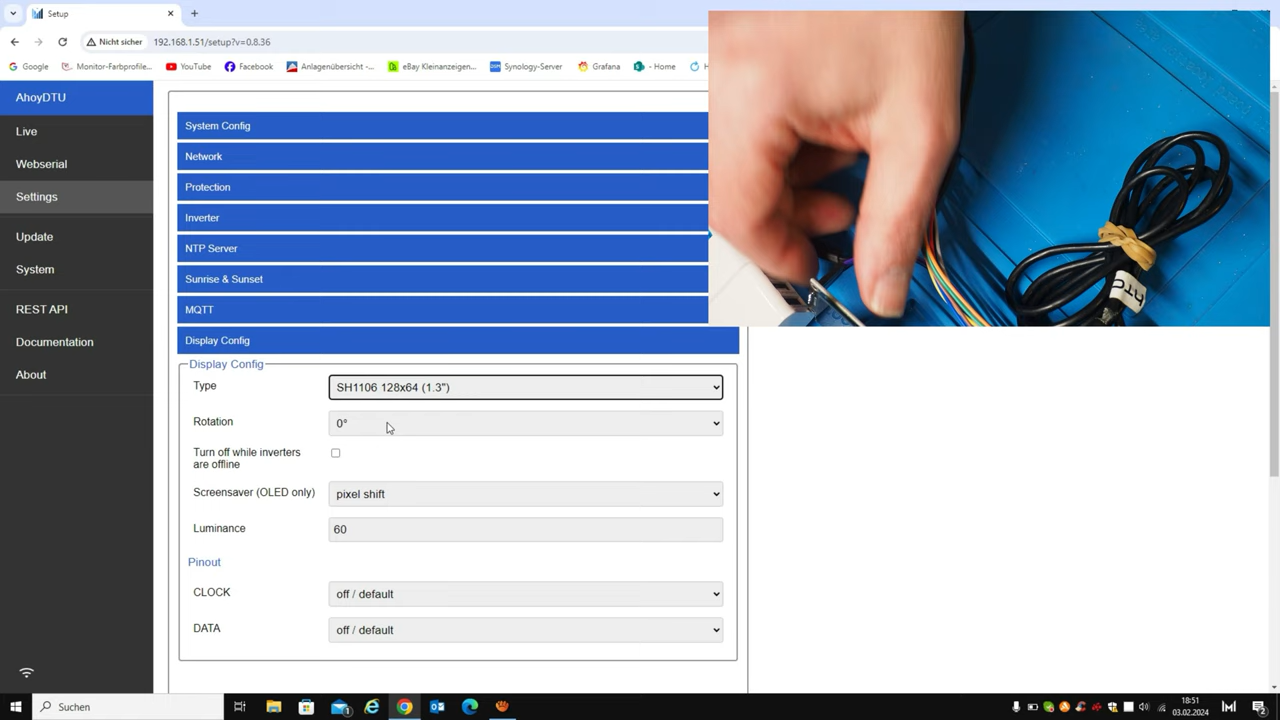 Setup
Nicht sicher
192.168.1.51/setup?v=0.8.36
Google
Monitor-Farbprofile...
YouTube
Facebook
Anlagenübersicht -...
eBay Kleinanzeigen...
Synology-Server
Grafana
- Home
AhoyDTU
Live
Webserial
Settings
Update
System
REST API
Documentation
About
System Config
Network
Protection
Inverter
NTP Server
Sunrise & Sunset
MQTT
Display Config
Display Config
Type
SH1106 128x64 (1.3")
Rotation
0°
Turn off while inverters
are offline
Screensaver (OLED only)
pixel shift
Luminance
60
Pinout
CLOCK
off / default
DATA
off / default
hTC
Suchen
18:51
03.02.2024